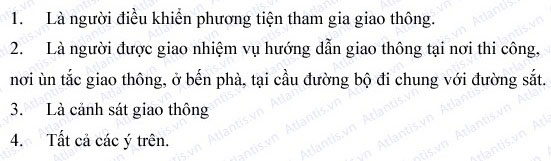 1. Là người điều khiển phương tiện tham gia giao thông.
2. Là người được giao nhiệm vụ hướng dẫn giao thông tại nơi thi công,
nơi ùn tắc giao thông, ở bến phà, tại cầu đường bộ đi chung với đường sắt.
3. Là cảnh sát giao thông
4. Tất cả các ý trên.
Atlantis.vn